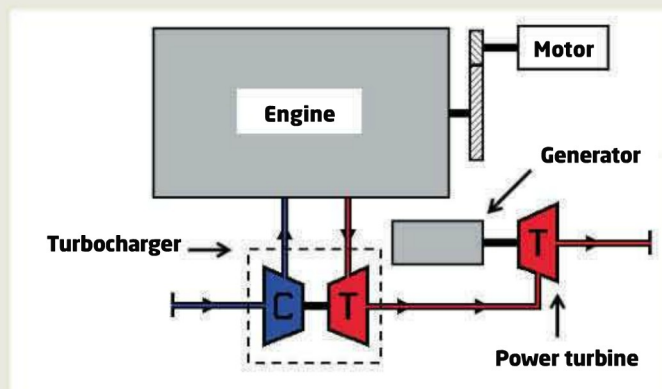 Motor
Engine
Generator
Turbocharger
T
C
T
Power turbine